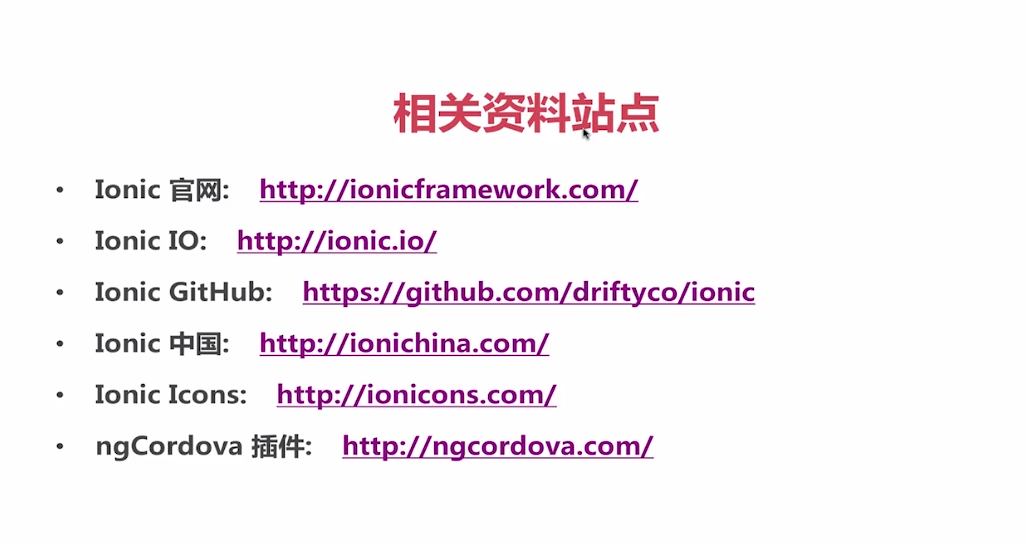 相关资料站点
• Ionic 官网: http://ionicframework.com/
• Ionic IO: http://ionic.io/
• Ionic GitHub: https://github.com/driftyco/ionic
• Ionic 中国: http://ionichina.com/
• Ionic Icons: http://ionicons.com/
• ngCordova 插件: http://ngcordova.com/